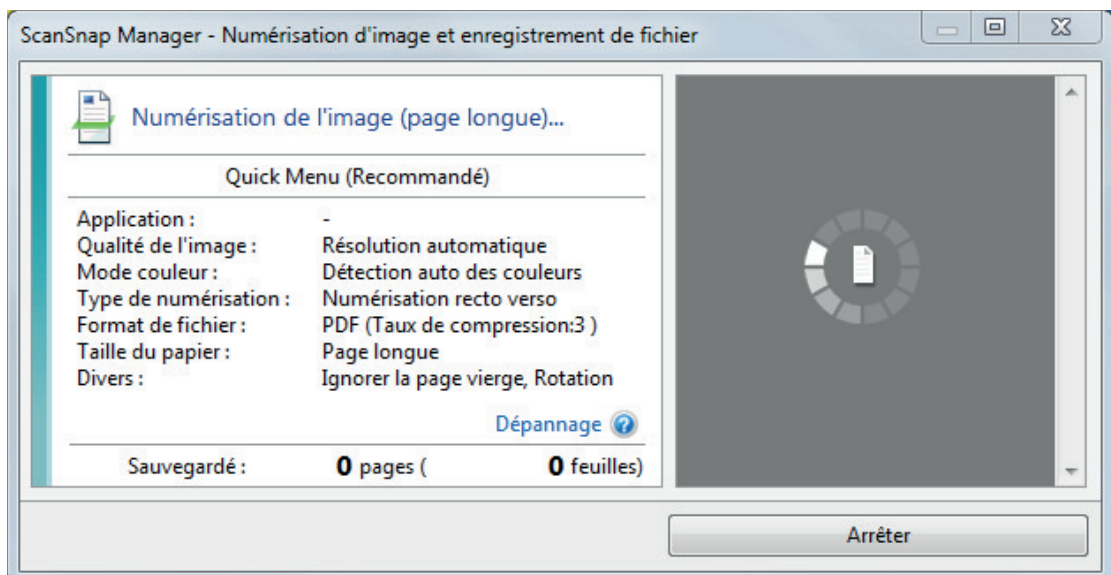 ScanSnap Manager - Numérisation d'image et enregistrement de fichier
Numérisation de l'image (page longue)...
Quick Menu (Recommandé)
Application : -
Qualité de l'image : Résolution automatique
Mode couleur : Détection auto des couleurs
Type de numérisation : Numérisation recto verso
Format de fichier : PDF (Taux de compression:3 )
Taille du papier : Page longue
Divers : Ignorer la page vierge, Rotation
Dépannage
Sauvegardé : 0 pages ( 0 feuilles)
Arrêter